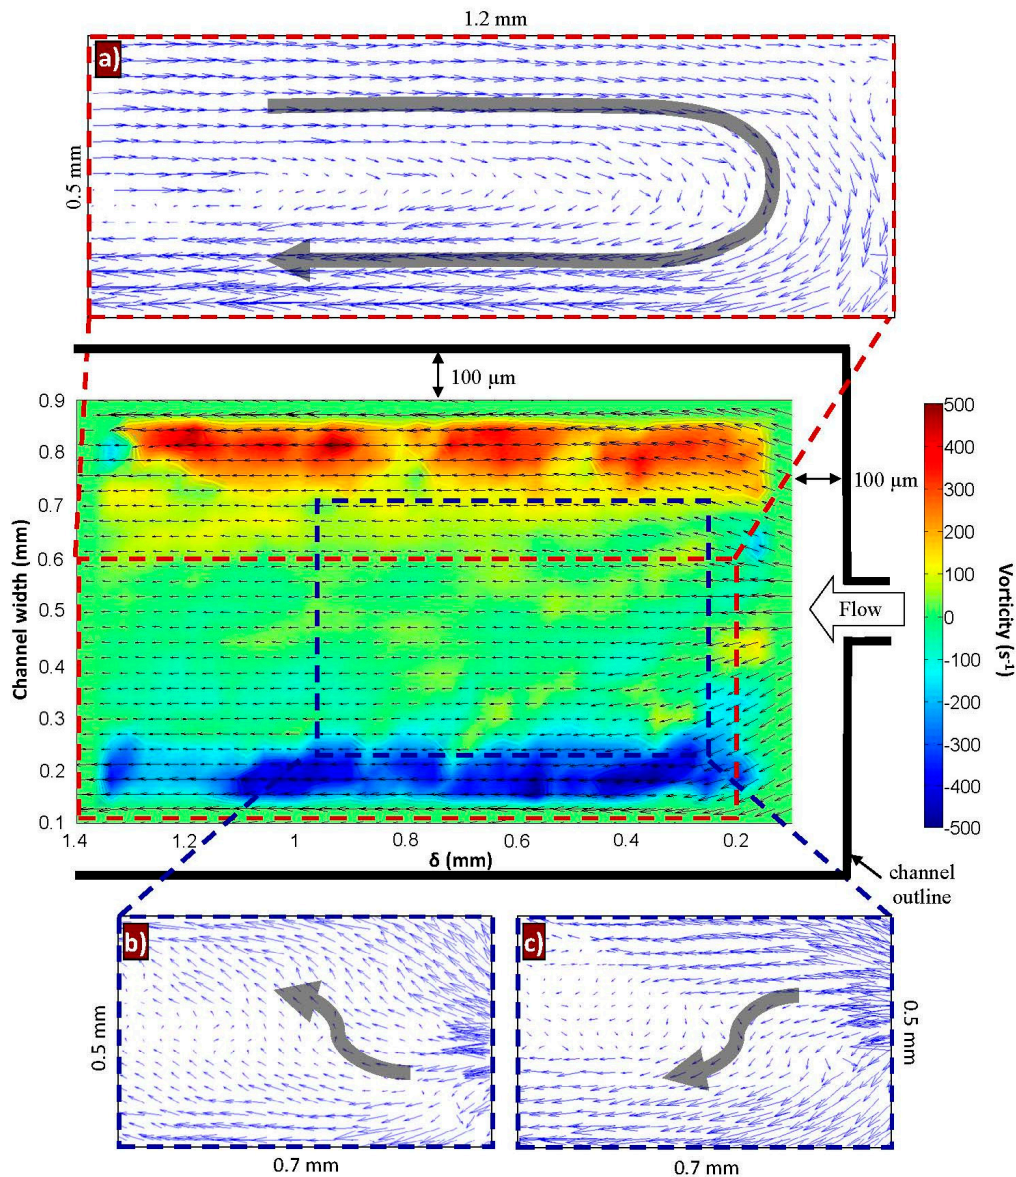 1.2 mm
a)
0.5 mm
100 µm
0.9
0.8
0.7
0.6
0.5
0.4
0.3
0.2
0.1
Channel width (mm)
1.4
1.2
1
0.8
0.6
0.4
0.2
δ (mm)
100 µm
Flow
500
400
300
200
100
0
-100
-200
-300
-400
-500
Vorticity (s⁻¹)
channel
outline
b)
0.5 mm
0.7 mm
c)
0.5 mm
0.7 mm